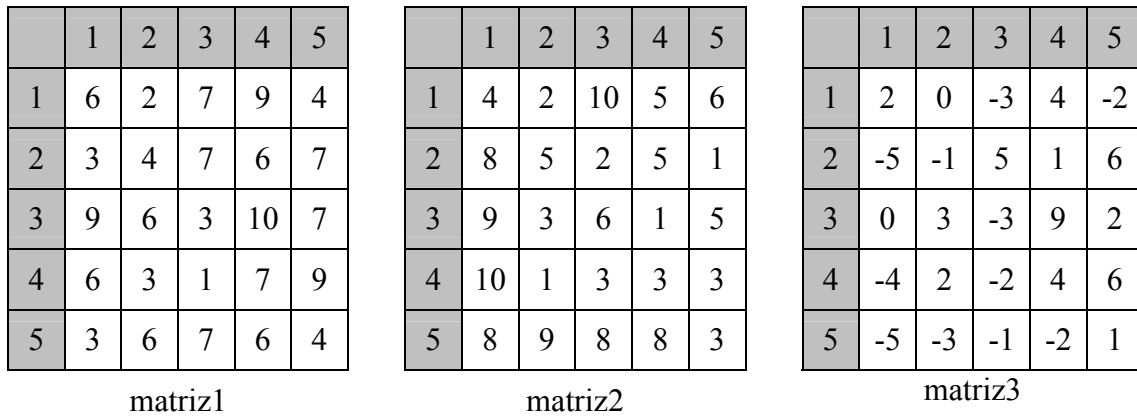 1 2 3 4 5 1 2 3 4 5 1 2 3 4 5
1 6 2 7 9 4 1 4 2 10 5 6 1 2 0 -3 4 -2
2 3 4 7 6 7 2 8 5 2 5 1 2 -5 -1 5 1 6
3 9 6 3 10 7 3 9 3 6 1 5 3 0 3 -3 9 2
4 6 3 1 7 9 4 10 1 3 3 3 4 -4 2 -2 4 6
5 3 6 7 6 4 5 8 9 8 8 3 5 -5 -3 -1 -2 1
matriz1 matriz2 matriz3